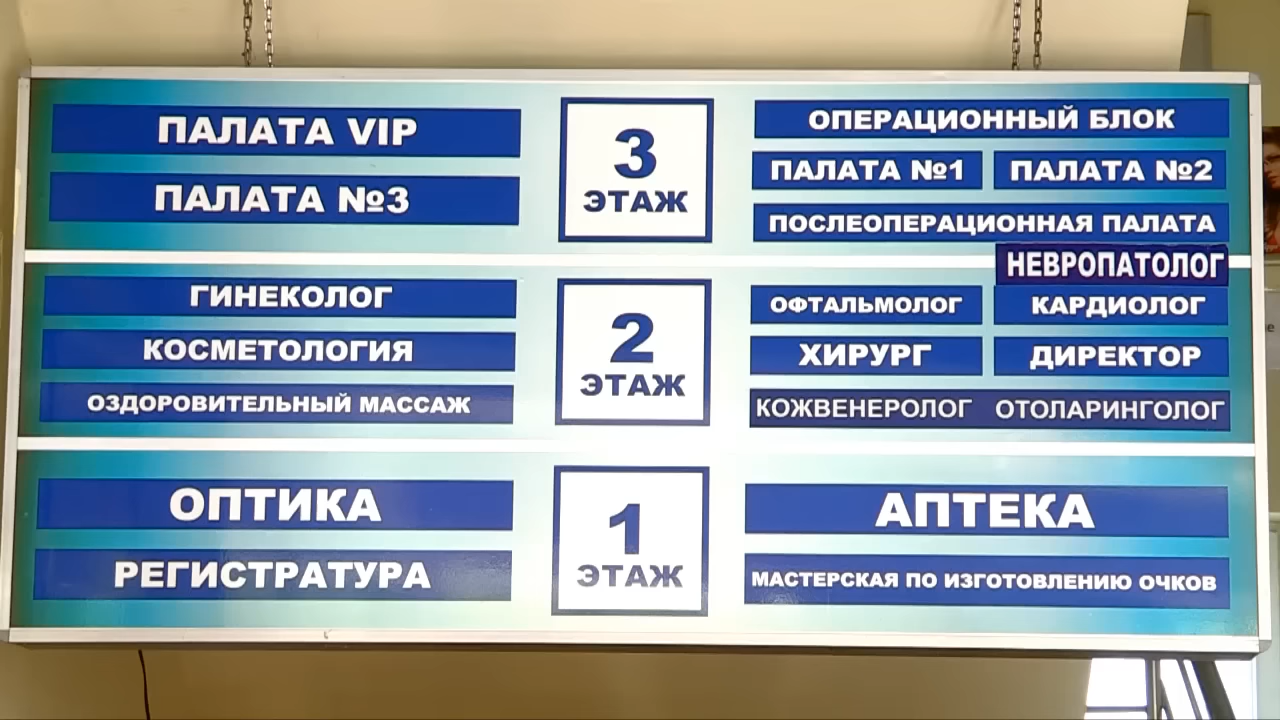 ПАЛАТА VIP
ПАЛАТА №3
3
ЭТАЖ
ОПЕРАЦИОННЫЙ БЛОК
ПАЛАТА №1 ПАЛАТА №2
ПОСЛЕОПЕРАЦИОННАЯ ПАЛАТА
ГИНЕКОЛОГ
КОСМЕТОЛОГИЯ
ОЗДОРОВИТЕЛЬНЫЙ МАССАЖ
2
ЭТАЖ
НЕВРОПАТОЛОГ
ОФТАЛЬМОЛОГ КАРДИОЛОГ
ХИРУРГ ДИРЕКТОР
КОЖВЕНЕРОЛОГ ОТОЛАРИНГОЛОГ
ОПТИКА
РЕГИСТРАТУРА
1
ЭТАЖ
АПТЕКА
МАСТЕРСКАЯ ПО ИЗГОТОВЛЕНИЮ ОЧКОВ